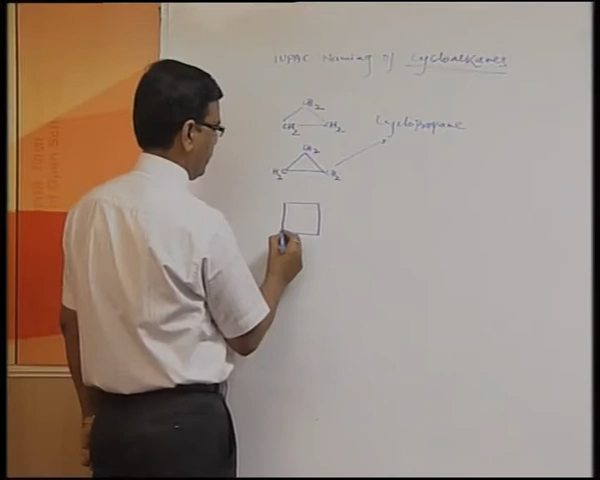 IUPAC Naming of Cycloalkanes
CH2
CH2 CH2
Cyclopropane
CH2
H2C CH2